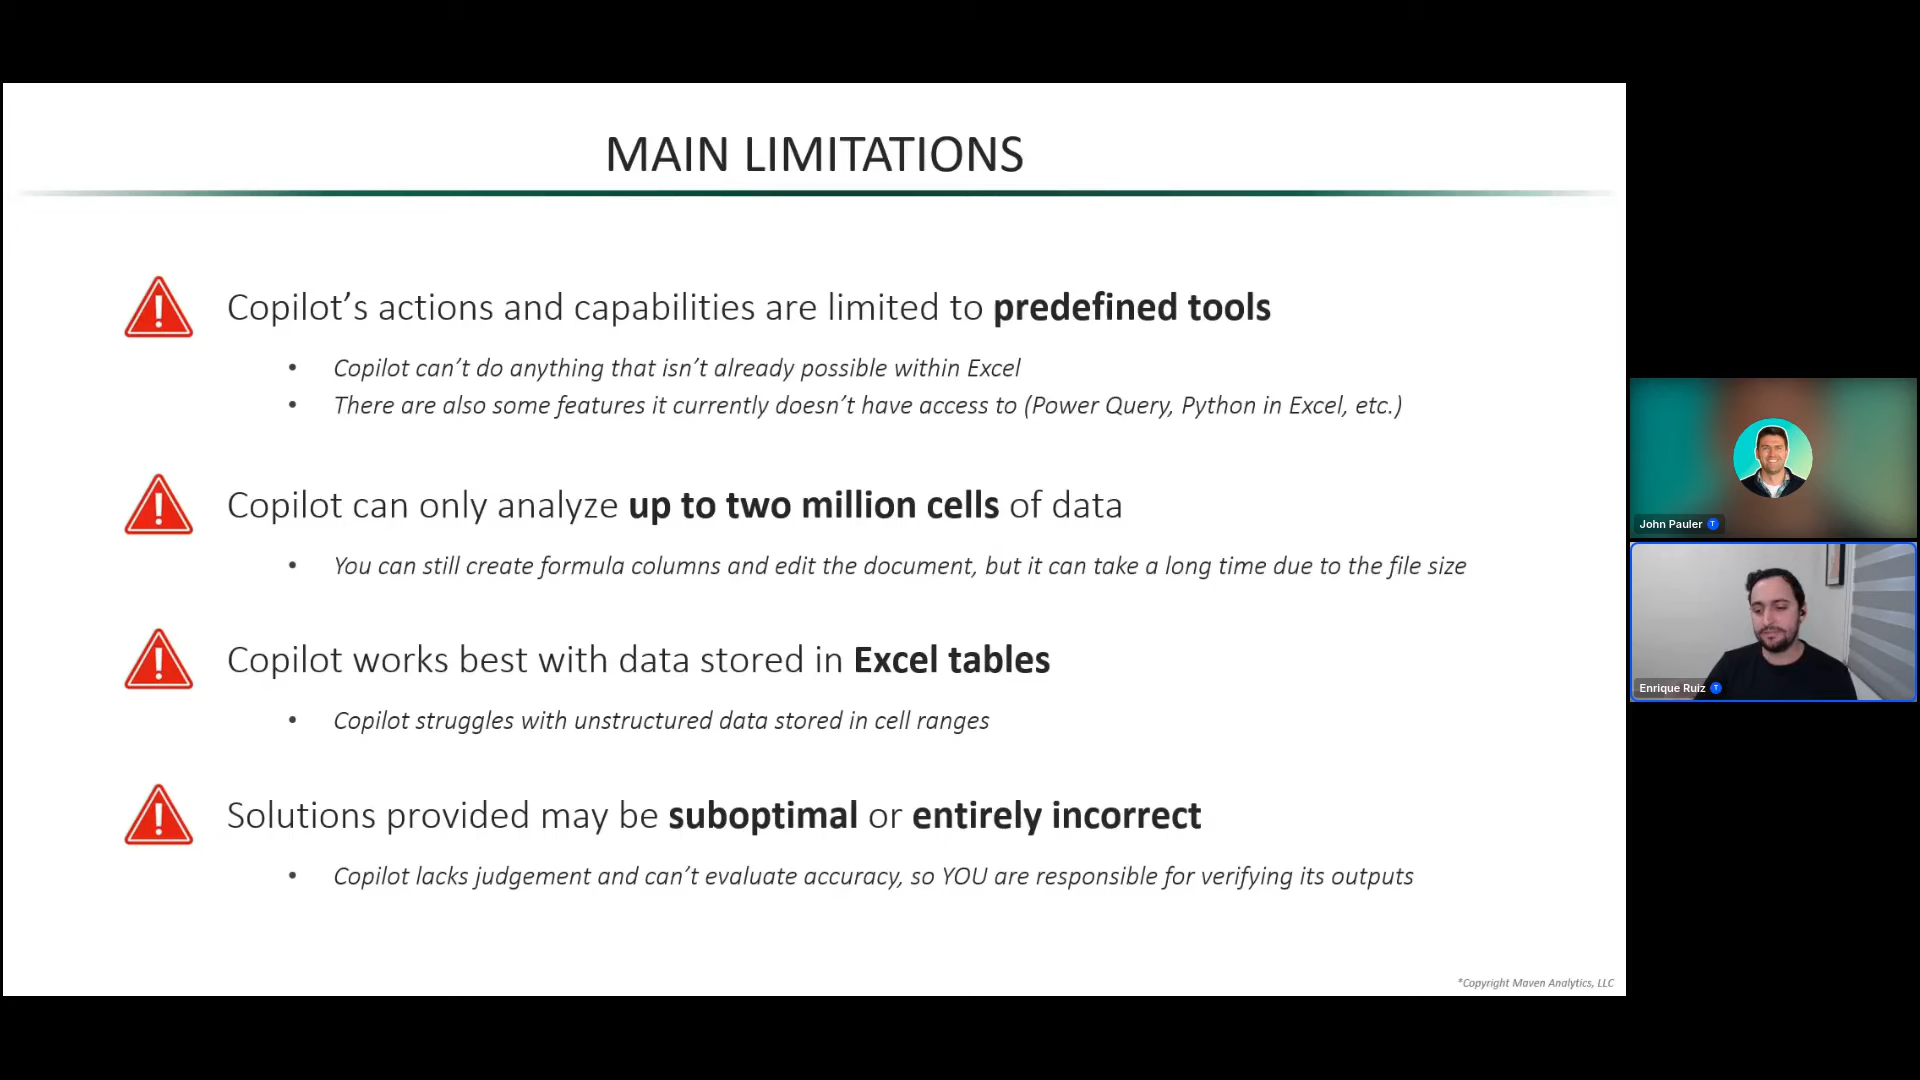 MAIN LIMITATIONS
Copilot’s actions and capabilities are limited to predefined tools
• Copilot can’t do anything that isn’t already possible within Excel
• There are also some features it currently doesn’t have access to (Power Query, Python in Excel, etc.)
Copilot can only analyze up to two million cells of data
• You can still create formula columns and edit the document, but it can take a long time due to the file size
Copilot works best with data stored in Excel tables
• Copilot struggles with unstructured data stored in cell ranges
Solutions provided may be suboptimal or entirely incorrect
• Copilot lacks judgement and can’t evaluate accuracy, so YOU are responsible for verifying its outputs
*Copyright Maven Analytics, LLC
John Pauler T
Enrique Ruiz T